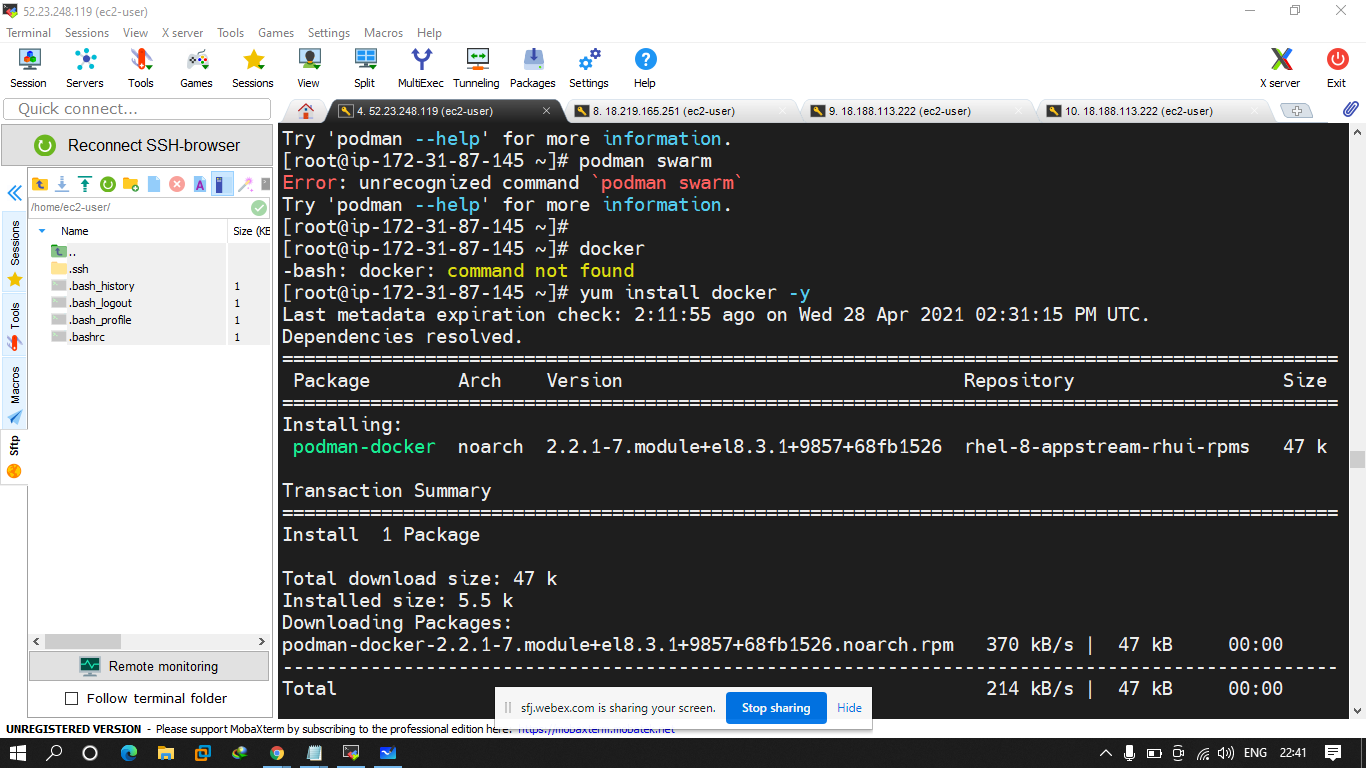 52.23.248.119 (ec2-user)
Terminal Sessions View X server Tools Games Settings Macros Help
Session Servers Tools Games Sessions View Split MultiExec Tunneling Packages Settings Help X server Exit
Quick connect...
4. 52.23.248.119 (ec2-user) 8. 18.219.165.251 (ec2-user) 9. 18.188.113.222 (ec2-user) 10. 18.188.113.222 (ec2-user)
Reconnect SSH-browser
/home/ec2-user/
Name Size (KB
..
.ssh
.bash_history 1
.bash_logout 1
.bash_profile 1
.bashrc 1
Sessions
Tools
Macros
Sftp
Remote monitoring
Follow terminal folder
Try 'podman --help' for more information.
[root@ip-172-31-87-145 ~]# podman swarm
Error: unrecognized command `podman swarm`
Try 'podman --help' for more information.
[root@ip-172-31-87-145 ~]#
[root@ip-172-31-87-145 ~]# docker
-bash: docker: command not found
[root@ip-172-31-87-145 ~]# yum install docker -y
Last metadata expiration check: 2:11:55 ago on Wed 28 Apr 2021 02:31:15 PM UTC.
Dependencies resolved.
================================================================================================
Package Arch Version Repository Size
================================================================================================
Installing:
podman-docker noarch 2.2.1-7.module+el8.3.1+9857+68fb1526 rhel-8-appstream-rhui-rpms 47 k
Transaction Summary
================================================================================================
Install 1 Package
Total download size: 47 k
Installed size: 5.5 k
Downloading Packages:
podman-docker-2.2.1-7.module+el8.3.1+9857+68fb1526.noarch.rpm 370 kB/s | 47 kB 00:00
------------------------------------------------------------------------------------------------
Total 214 kB/s | 47 kB 00:00
sfj.webex.com is sharing your screen. Stop sharing Hide
UNREGISTERED VERSION - Please support MobaXterm by subscribing to the professional edition here: https://mobaxterm.mobatek.net
ENG 22:41